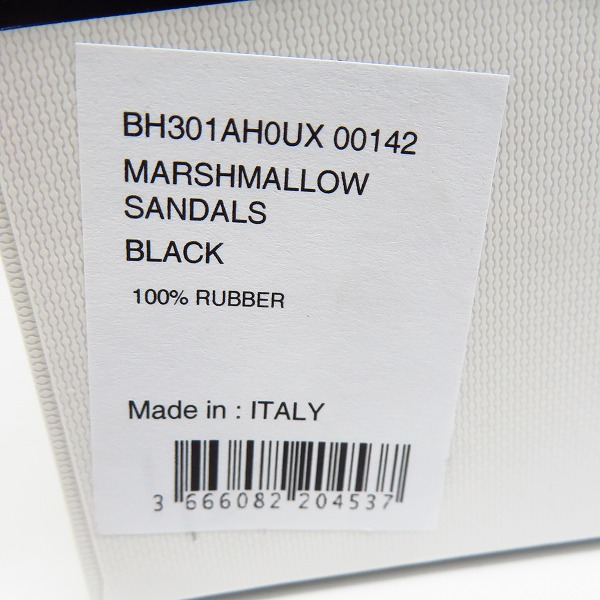 BH301AH0UX 00142
MARSHMALLOW
SANDALS
BLACK
100% RUBBER
Made in : ITALY
3 666082 204537